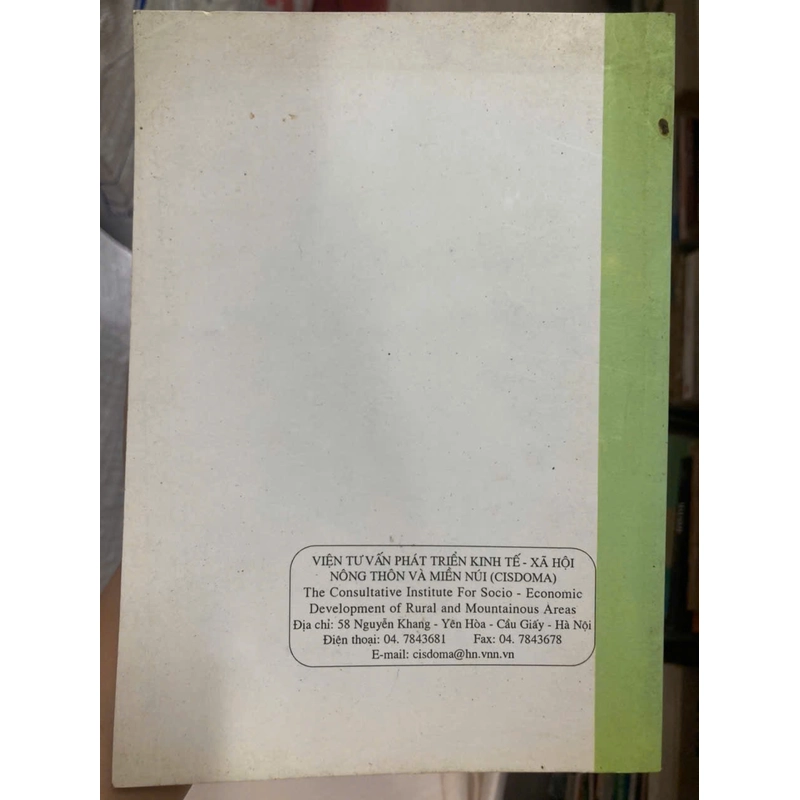 VIỆN TƯ VẤN PHÁT TRIỂN KINH TẾ - XÃ HỘI
NÔNG THÔN VÀ MIỀN NÚI (CISDOMA)
The Consultative Institute For Socio - Economic
Development of Rural and Mountainous Areas
Địa chỉ: 58 Nguyễn Khang - Yên Hòa - Cầu Giấy - Hà Nội
Điện thoại: 04. 7843681 Fax: 04. 7843678
E-mail: cisdoma@hn.vnn.vn